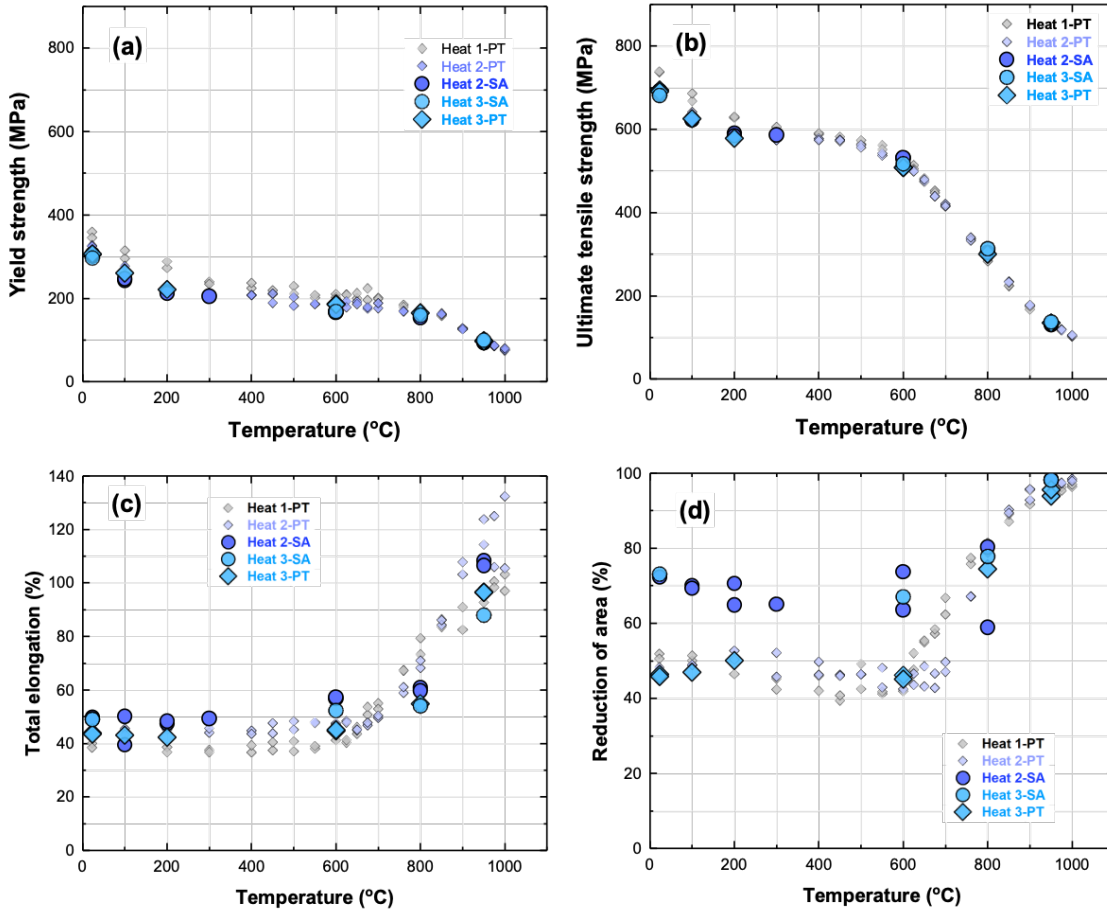 (a)
Heat 1-PT
Heat 2-PT
Heat 2-SA
Heat 3-SA
Heat 3-PT
Yield strength (MPa)
800
600
400
200
0
0 200 400 600 800 1000
Temperature (°C)
(b)
Heat 1-PT
Heat 2-PT
Heat 2-SA
Heat 3-SA
Heat 3-PT
Ultimate tensile strength (MPa)
800
600
400
200
0
0 200 400 600 800 1000
Temperature (°C)
(c)
Heat 1-PT
Heat 2-PT
Heat 2-SA
Heat 3-SA
Heat 3-PT
Total elongation (%)
140
120
100
80
60
40
20
0
0 200 400 600 800 1000
Temperature (°C)
(d)
Heat 1-PT
Heat 2-PT
Heat 2-SA
Heat 3-SA
Heat 3-PT
Reduction of area (%)
100
80
60
40
20
0
0 200 400 600 800 1000
Temperature (°C)